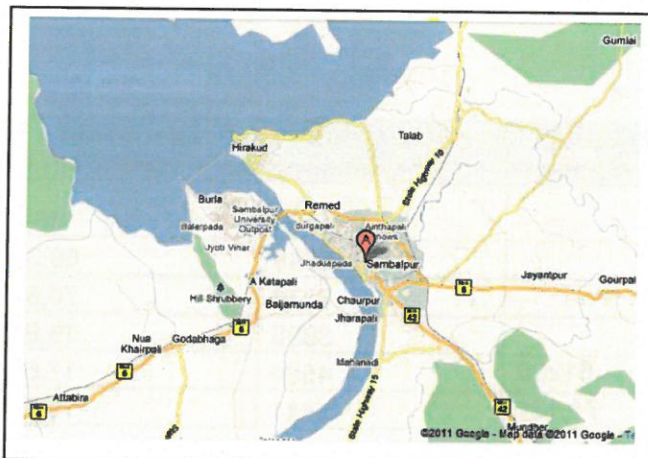 Gumlai
Talab
Hirakud
State Highway 10
Burla
Remed
Sambalpur
University
Outpost
Balerpada
Burgapali
Ainthapali
Jyoti Vihar
A
Jhaduapada
Sambalpur
Jayantpur
Gourpal
A Katapali
Hill Shrubbery
Baijamunda
Chaurpur
6
42
Jharapali
6
Nua
Khairpali
Godabhaga
Mahanadi
6
Attabira
6
State Highway 15
42
Mundher
©2011 Google - Map data ©2011 Google -